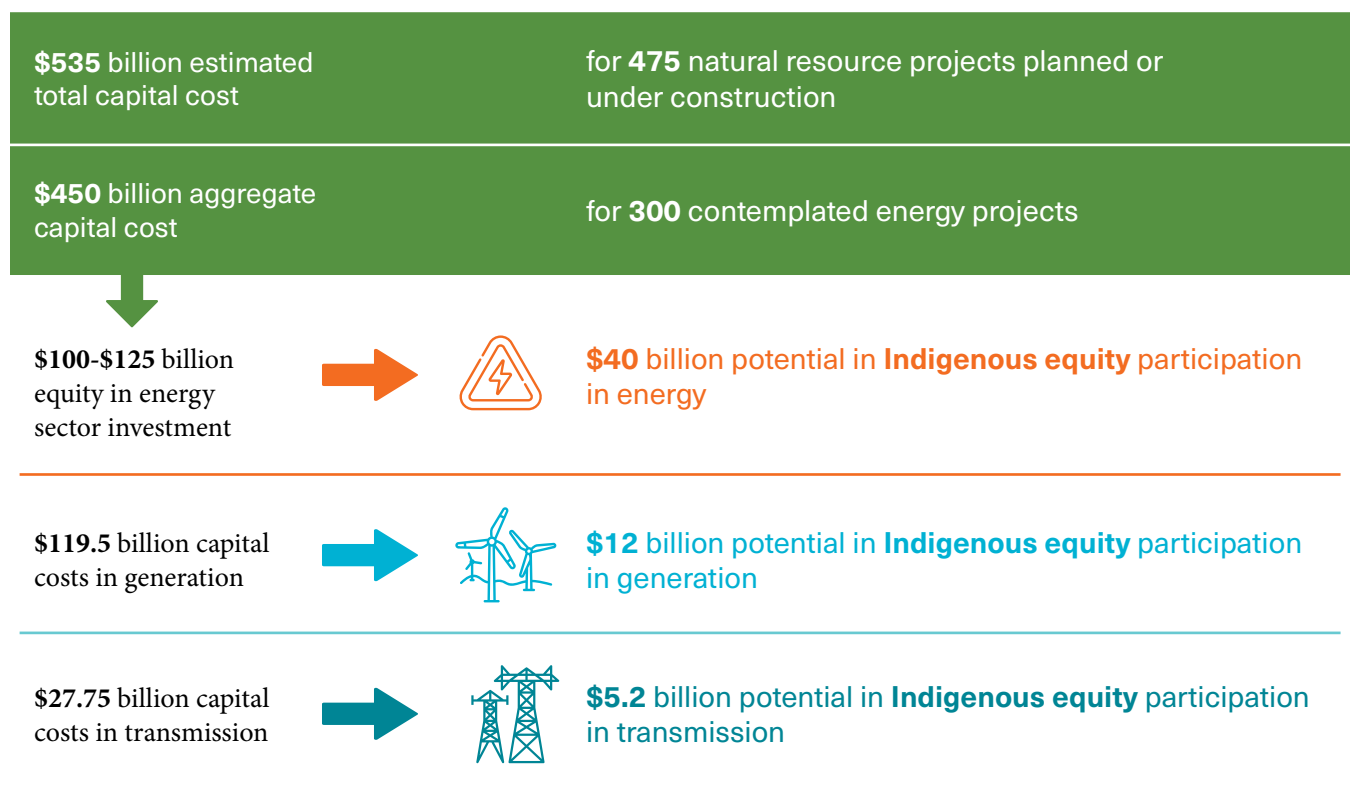 $535 billion estimated
total capital cost
for 475 natural resource projects planned or
under construction
$450 billion aggregate
capital cost
for 300 contemplated energy projects
$100-$125 billion
equity in energy
sector investment
$40 billion potential in Indigenous equity participation
in energy
$119.5 billion capital
costs in generation
$12 billion potential in Indigenous equity participation
in generation
$27.75 billion capital
costs in transmission
$5.2 billion potential in Indigenous equity participation
in transmission